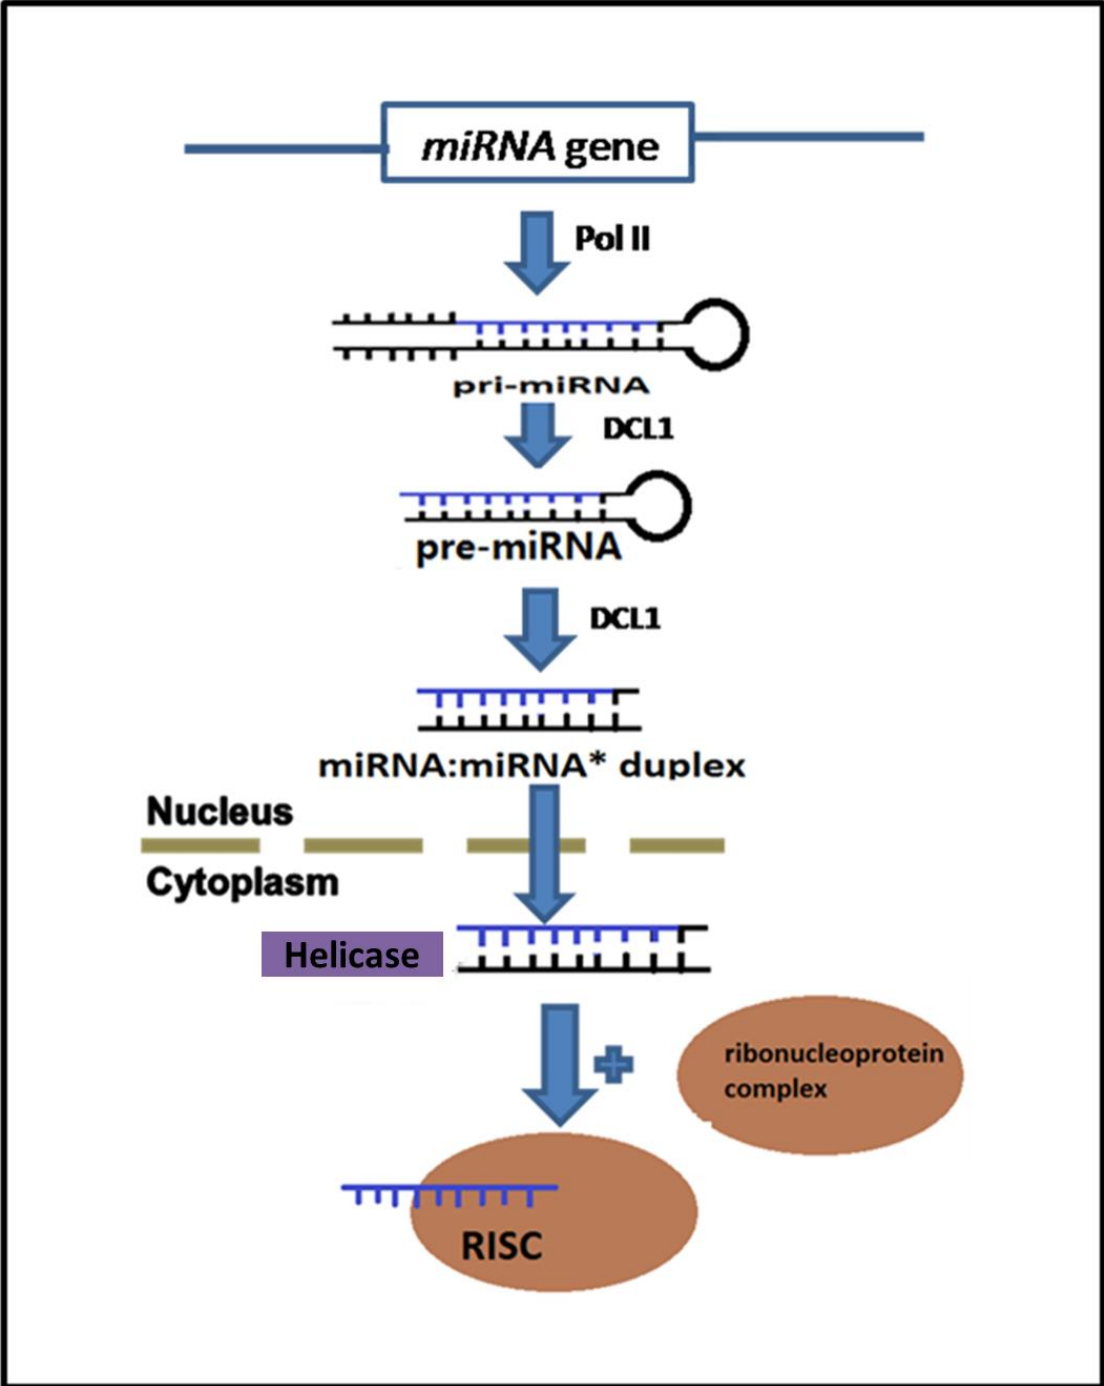 miRNA gene
Pol II
pri-miRNA
DCL1
pre-miRNA
DCL1
miRNA:miRNA* duplex
Nucleus
Cytoplasm
Helicase
ribonucleoprotein
complex
RISC